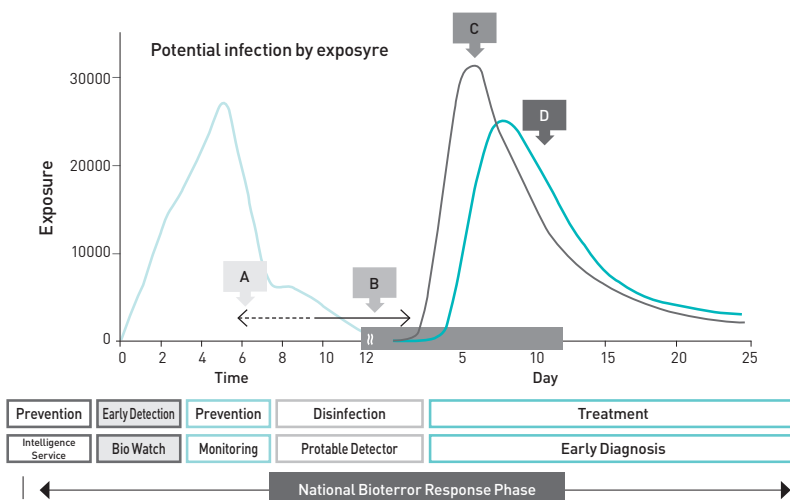 Potential infection by exposyre
C
D
A
B
Exposure
30000
20000
10000
0
0 2 4 6 8 10 12 5 10 15 20 25
Time Day
Prevention Early Detection Prevention Disinfection Treatment
Intelligence
Service
Bio Watch Monitoring Protable Detector Early Diagnosis
National Bioterror Response Phase